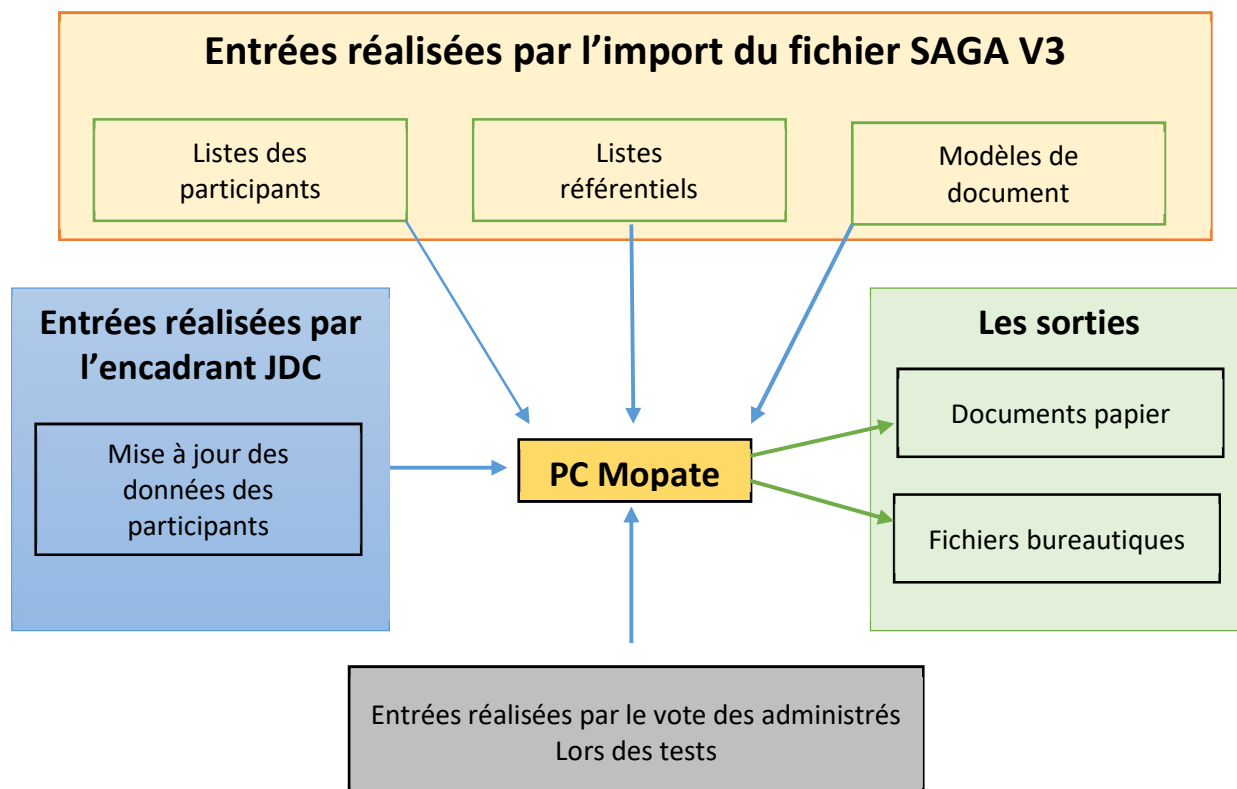 Entrées réalisées par l’import du fichier SAGA V3
Listes des
participants
Listes
référentiels
Modèles de
document
Entrées réalisées par
l’encadrant JDC
Mise à jour des
données des
participants
PC Mopate
Les sorties
Documents papier
Fichiers bureautiques
Entrées réalisées par le vote des administrés
Lors des tests